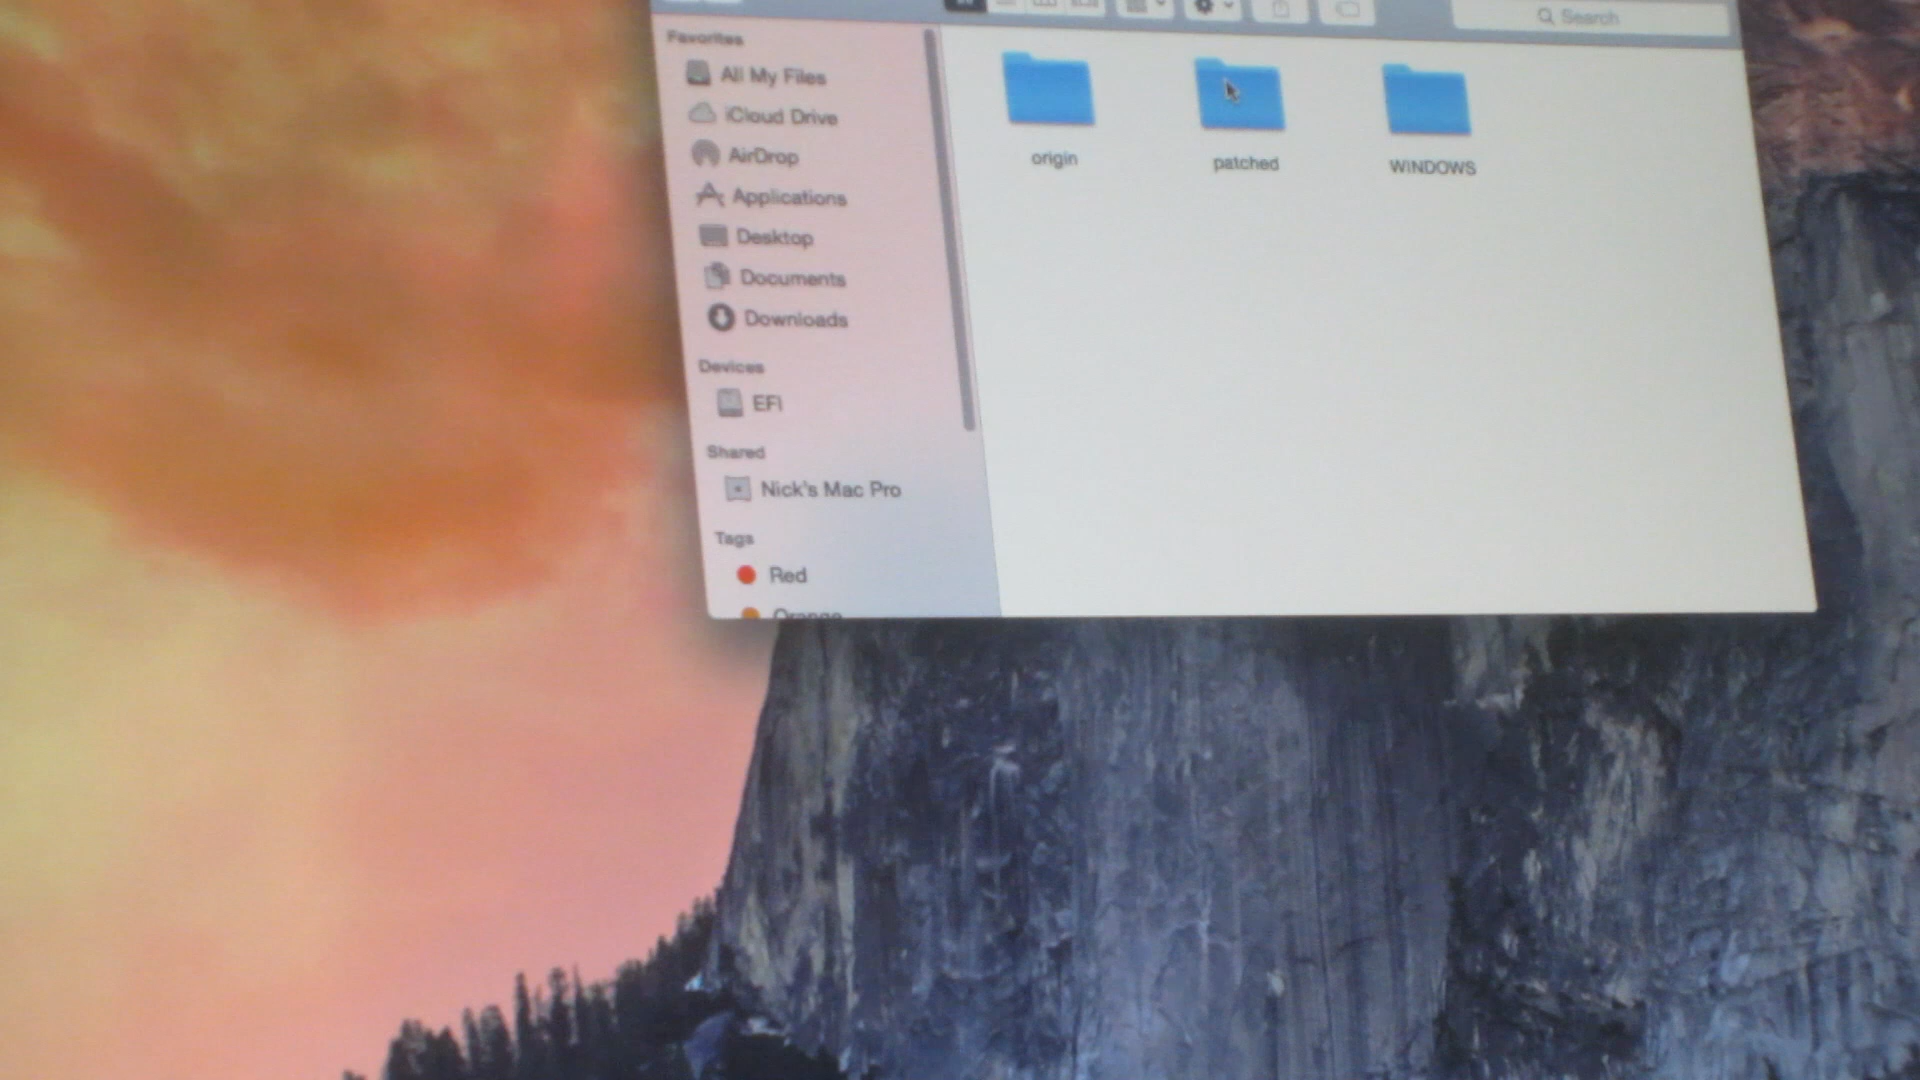 Search
Favorites
All My Files
iCloud Drive
AirDrop
Applications
Desktop
Documents
Downloads
Devices
EFI
Shared
Nick's Mac Pro
Tags
Red
Orange
origin
patched
WINDOWS